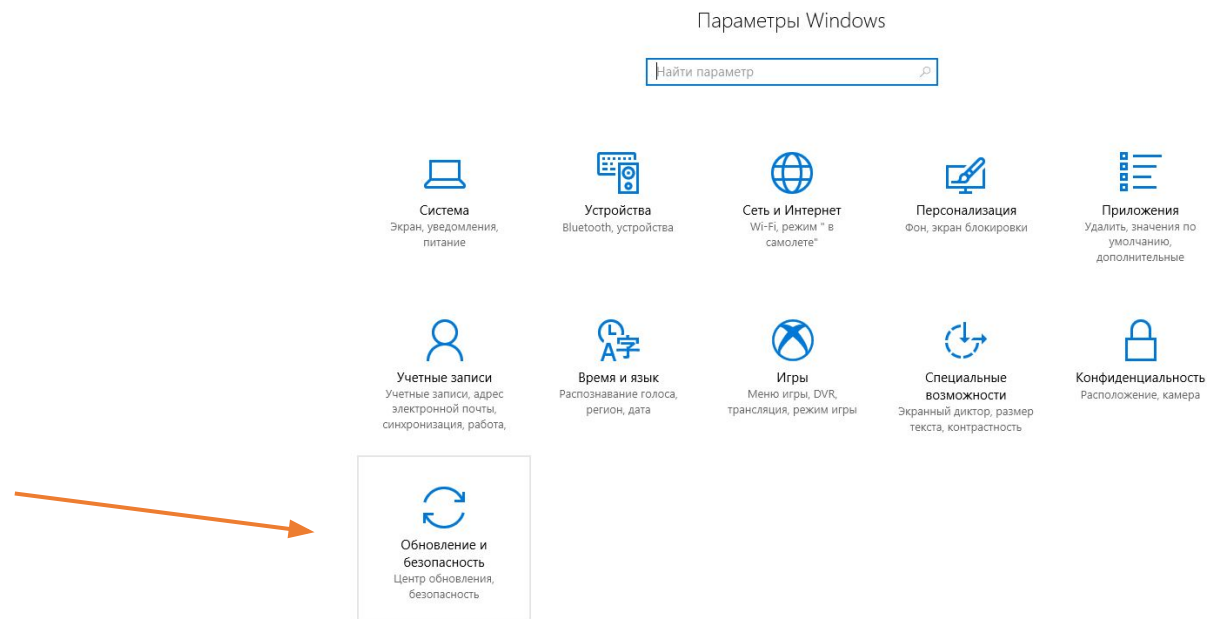 Параметры Windows
Найти параметр
Система
Экран, уведомления,
питание
Устройства
Bluetooth, устройства
Сеть и Интернет
Wi-Fi, режим " в
самолете"
Персонализация
Фон, экран блокировки
Приложения
Удалить, значения по
умолчанию,
дополнительные
Учетные записи
Учетные записи, адрес
электронной почты,
синхронизация, работа,
Время и язык
Распознавание голоса,
регион, дата
Игры
Меню игры, DVR,
трансляция, режим игры
Специальные
возможности
Экранный диктор, размер
текста, контрастность
Конфиденциальность
Расположение, камера
Обновление и
безопасность
Центр обновления,
безопасность